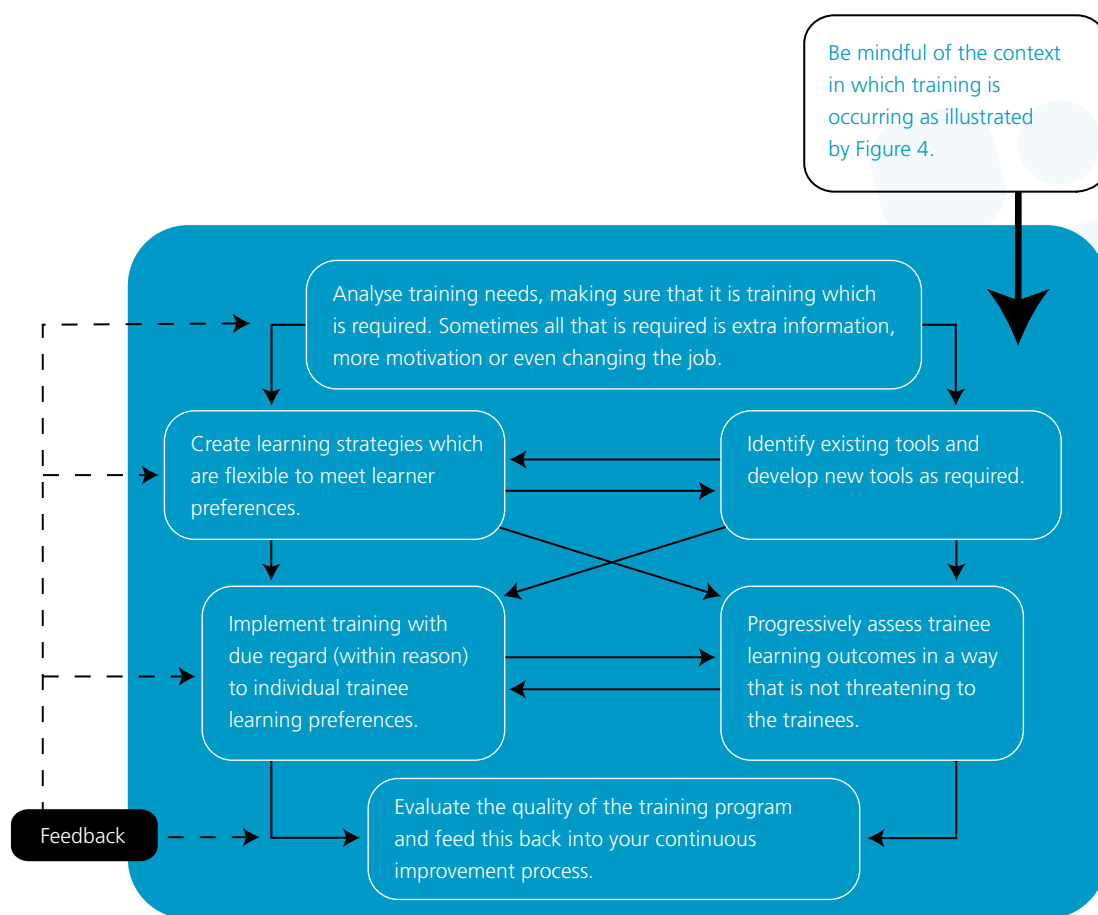 Be mindful of the context
in which training is
occurring as illustrated
by Figure 4.
Analyse training needs, making sure that it is training which
is required. Sometimes all that is required is extra information,
more motivation or even changing the job.
Create learning strategies which
are flexible to meet learner
preferences.
Identify existing tools and
develop new tools as required.
Implement training with
due regard (within reason)
to individual trainee
learning preferences.
Progressively assess trainee
learning outcomes in a way
that is not threatening to
the trainees.
Evaluate the quality of the training program
and feed this back into your continuous
improvement process.
Feedback